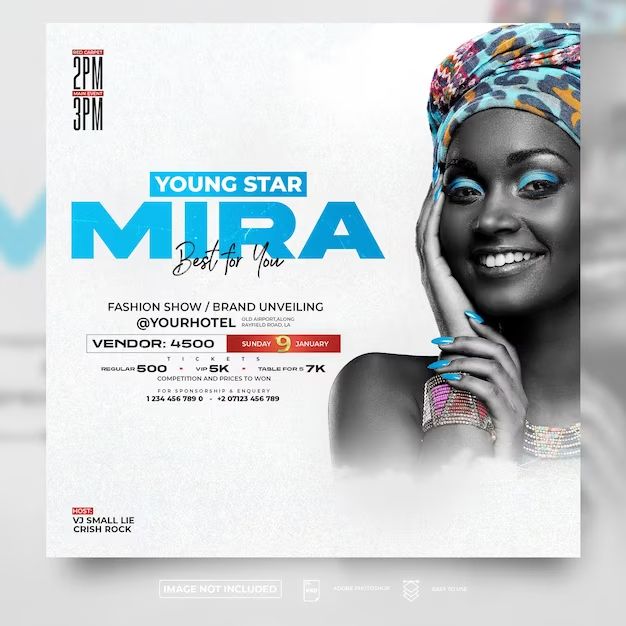 RED CARPET
2PM
MAIN EVENT
3PM
YOUNG STAR
MIRA
Best for You
FASHION SHOW / BRAND UNVEILING
@YOURHOTEL OLD AIRPORT,ALONG
RAYFIELD ROAD, LA
VENDOR: 4500 SUNDAY 9 JANUARY
TICKETS
REGULAR 500 • VIP 5K • TABLE FOR 5 7K
COMPETITION AND PRICES TO WON
FOR SPONSORSHIP & ENQUERY
1 234 456 789 0 - +2 07123 456 789
HOST:
VJ SMALL LIE
CRISH ROCK
IMAGE NOT INCLUDED PSD ADOBE PHOTOSHOP EASY TO USE